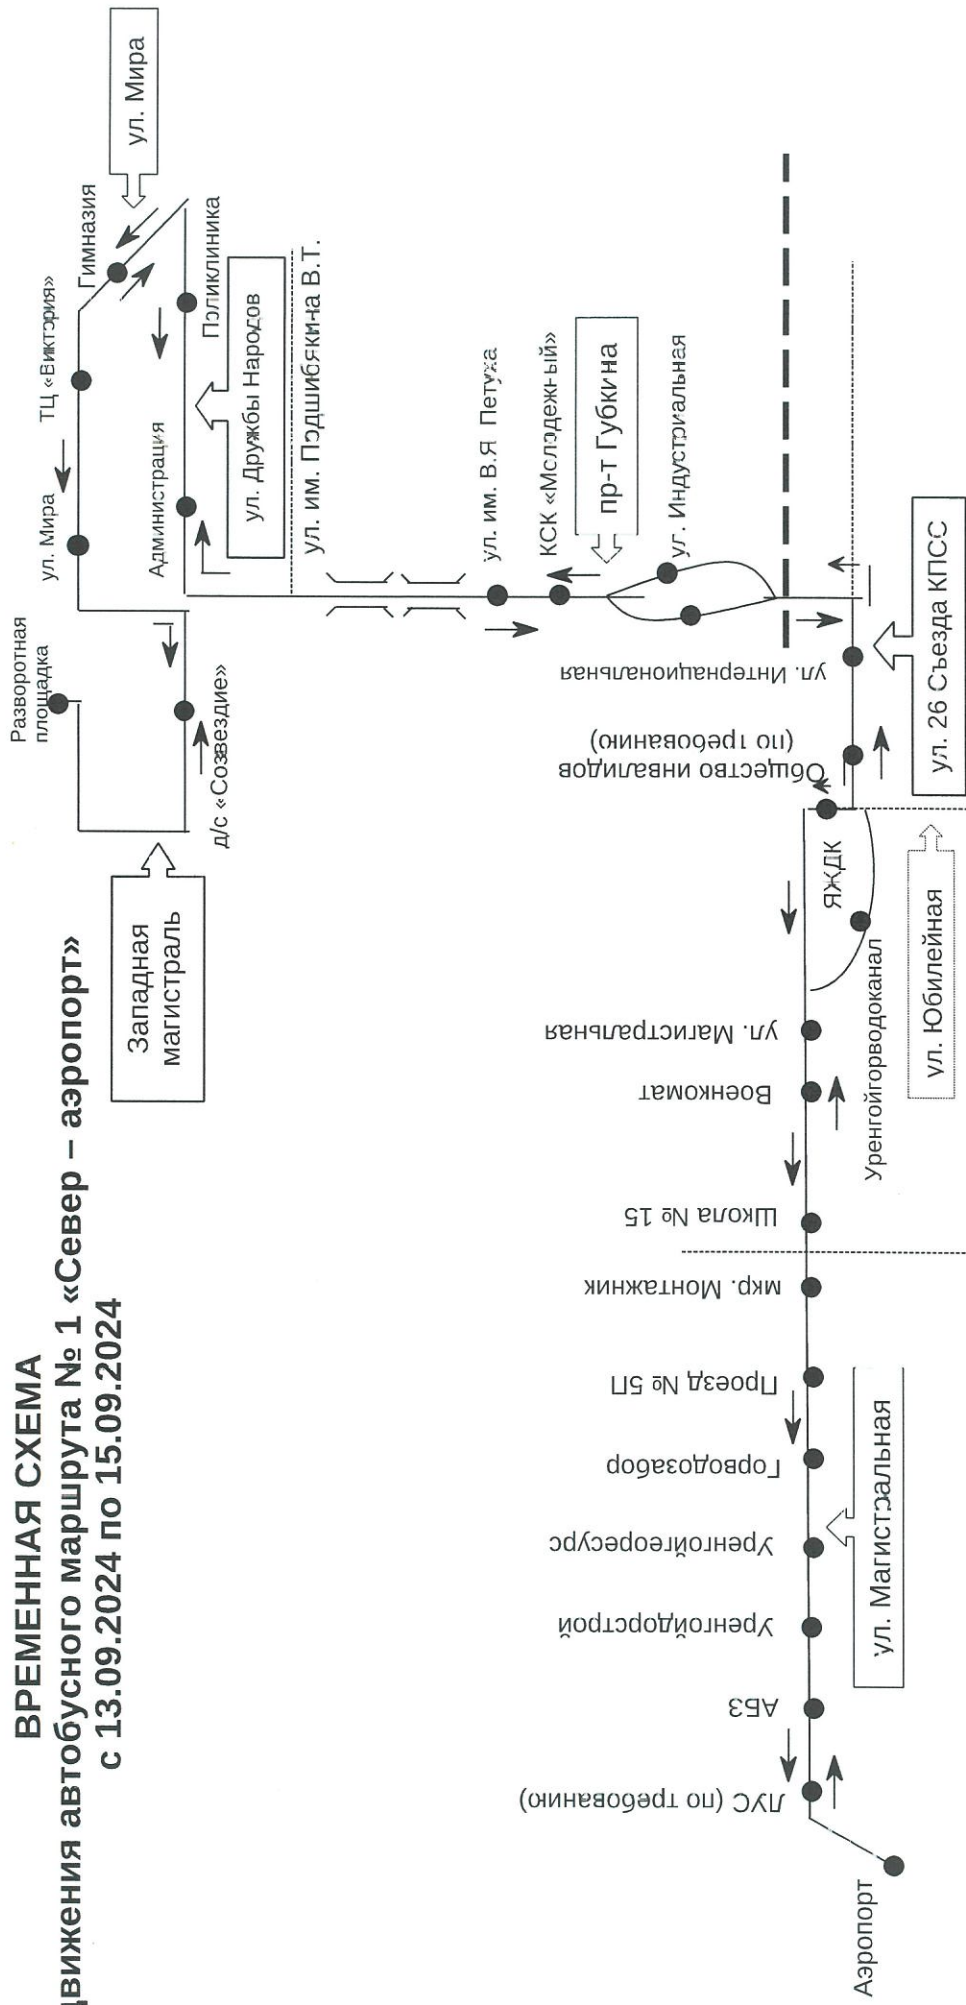 ВРЕМЕННАЯ СХЕМА
движения автобусного маршрута № 1 «Север – аэропорт»
с 13.09.2024 по 15.09.2024
Разворотная
площадка
ул. Мира
ТЦ «Виктория»
Гимназия
ул. Мира
Западная
магистраль
д/с «Созвездие»
Администрация
Поликлиника
ул. Дружбы Народов
ул. им. Подшибякина В.Т.
ул. им. В.Я Петуха
КСК «Молодежный»
пр-т Губкина
ул. Индустриальная
ул. Интернациональная
Общество инвалидов
(по требованию)
ул. 26 Съезда КПСС
ЯЖДК
ул. Юбилейная
Уренгойгорводоканал
ул. Магистральная
Военкомат
Школа № 15
мкр. Монтажник
Проезд № 5П
Горводозабор
Уренгойгеоресурс
Уренгойдорстрой
АБЗ
ЛУС (по требованию)
ул. Магистральная
Аэропорт